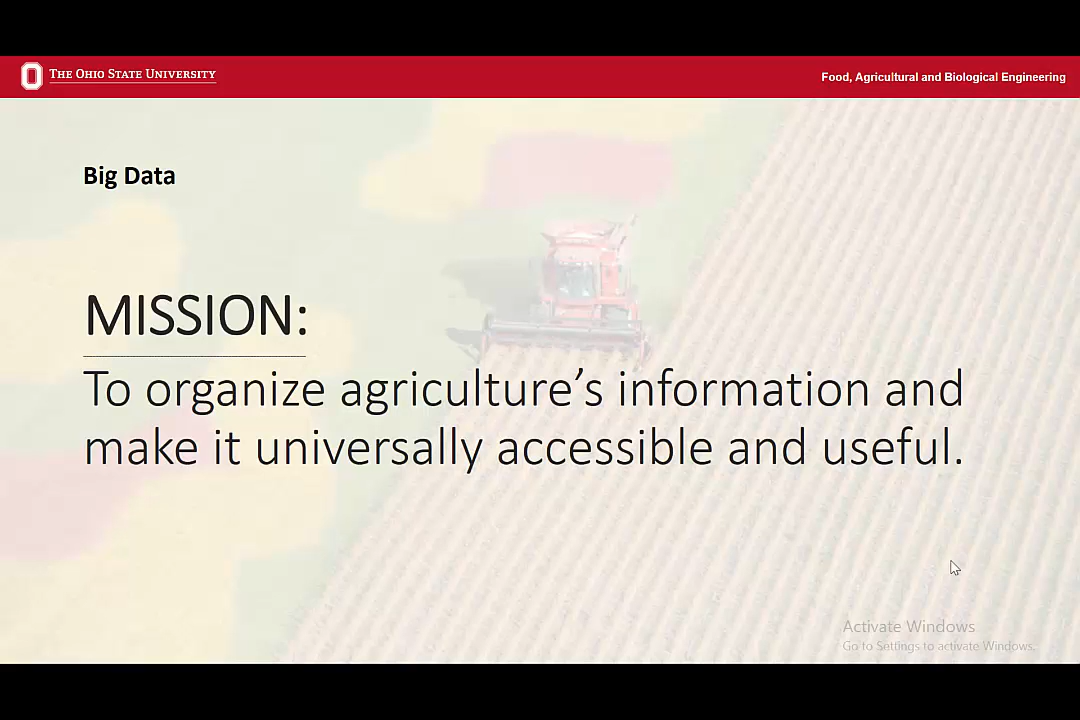 THE OHIO STATE UNIVERSITY
Food, Agricultural and Biological Engineering
Big Data
MISSION:
To organize agriculture’s information and
make it universally accessible and useful.
Activate Windows
Go to Settings to activate Windows.